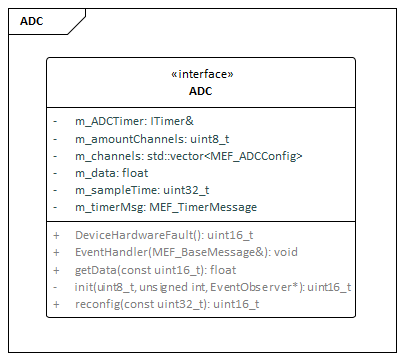 ADC
«interface»
ADC
- m_ADCTimer: ITimer&
- m_amountChannels: uint8_t
- m_channels: std::vector<MEF_ADCConfig>
- m_data: float
- m_sampleTime: uint32_t
- m_timerMsg: MEF_TimerMessage
+ DeviceHardwareFault(): uint16_t
+ EventHandler(MEF_BaseMessage&): void
+ getData(const uint16_t): float
- init(uint8_t, unsigned int, EventObserver*): uint16_t
+ reconfig(const uint32_t): uint16_t